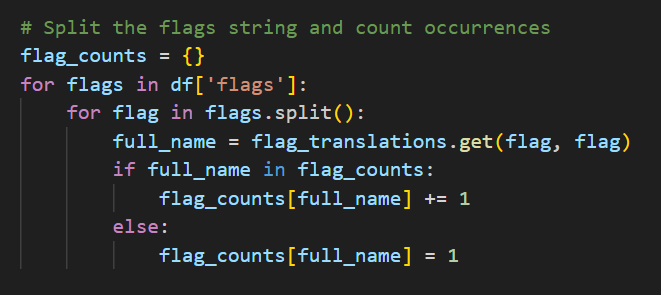 # Split the flags string and count occurrences
flag_counts = {}
for flags in df['flags']:
    for flag in flags.split():
        full_name = flag_translations.get(flag, flag)
        if full_name in flag_counts:
            flag_counts[full_name] += 1
        else:
            flag_counts[full_name] = 1